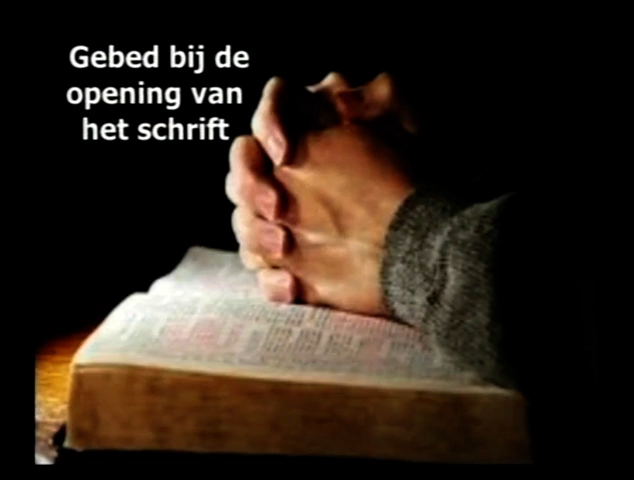 Gebed bij de
opening van
het schrift